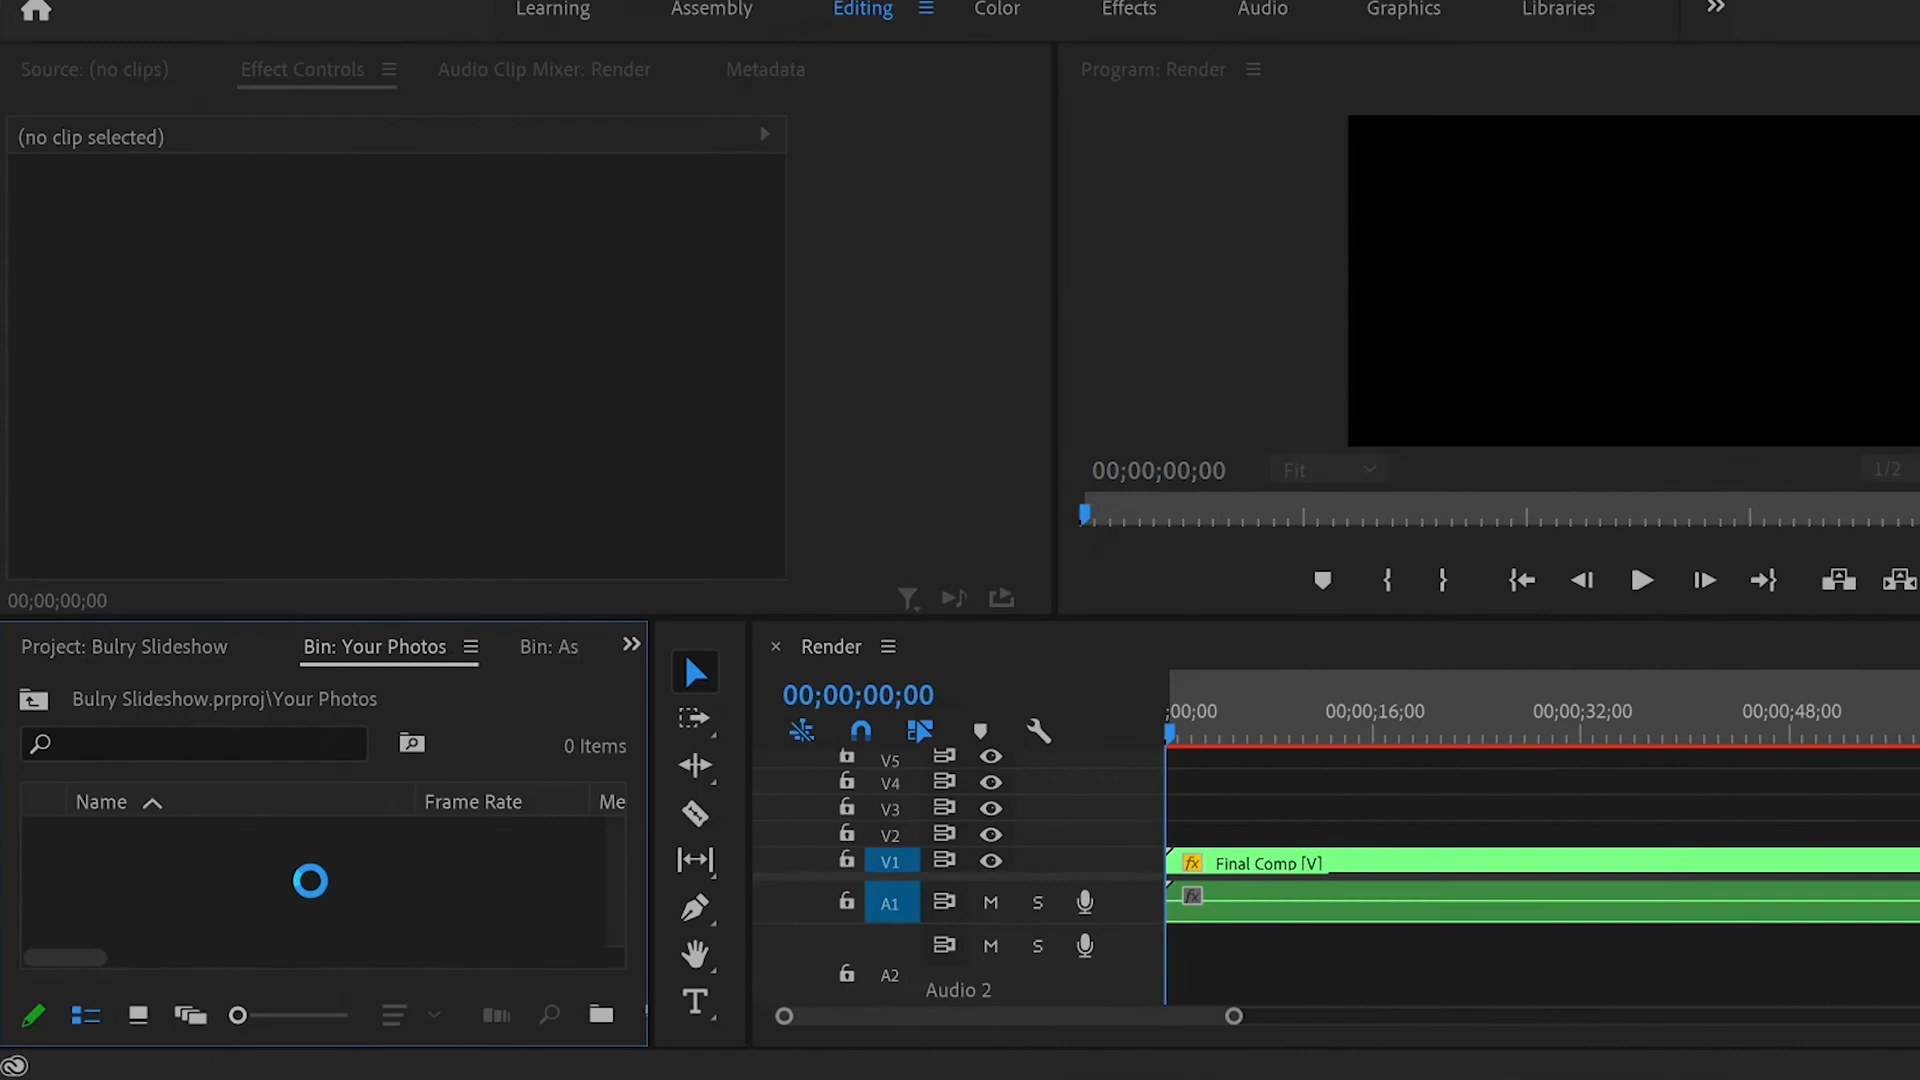 Learning Assembly Editing Color Effects Audio Graphics Libraries
Source: (no clips) Effect Controls Audio Clip Mixer: Render Metadata
Program: Render
(no clip selected)
00;00;00;00 Fit 1/2
00;00;00;00
Project: Bulry Slideshow Bin: Your Photos Bin: As
Render
Bulry Slideshow.prproj\Your Photos
00;00;00;00
;00;00 00;00;16;00 00;00;32;00 00;00;48;00
0 Items
V5
V4
Name Frame Rate Me
V3
V2
V1 fx Final Comp [V]
A1 M S fx
M S
A2
Audio 2
T